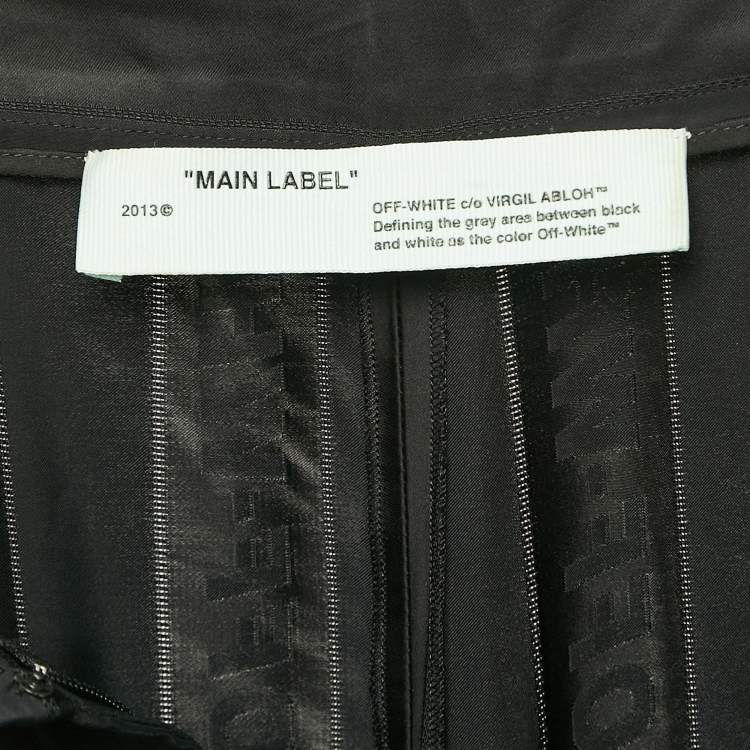 "MAIN LABEL"
2013©
OFF-WHITE c/o VIRGIL ABLOH™
Defining the gray area between black
and white as the color Off-White™